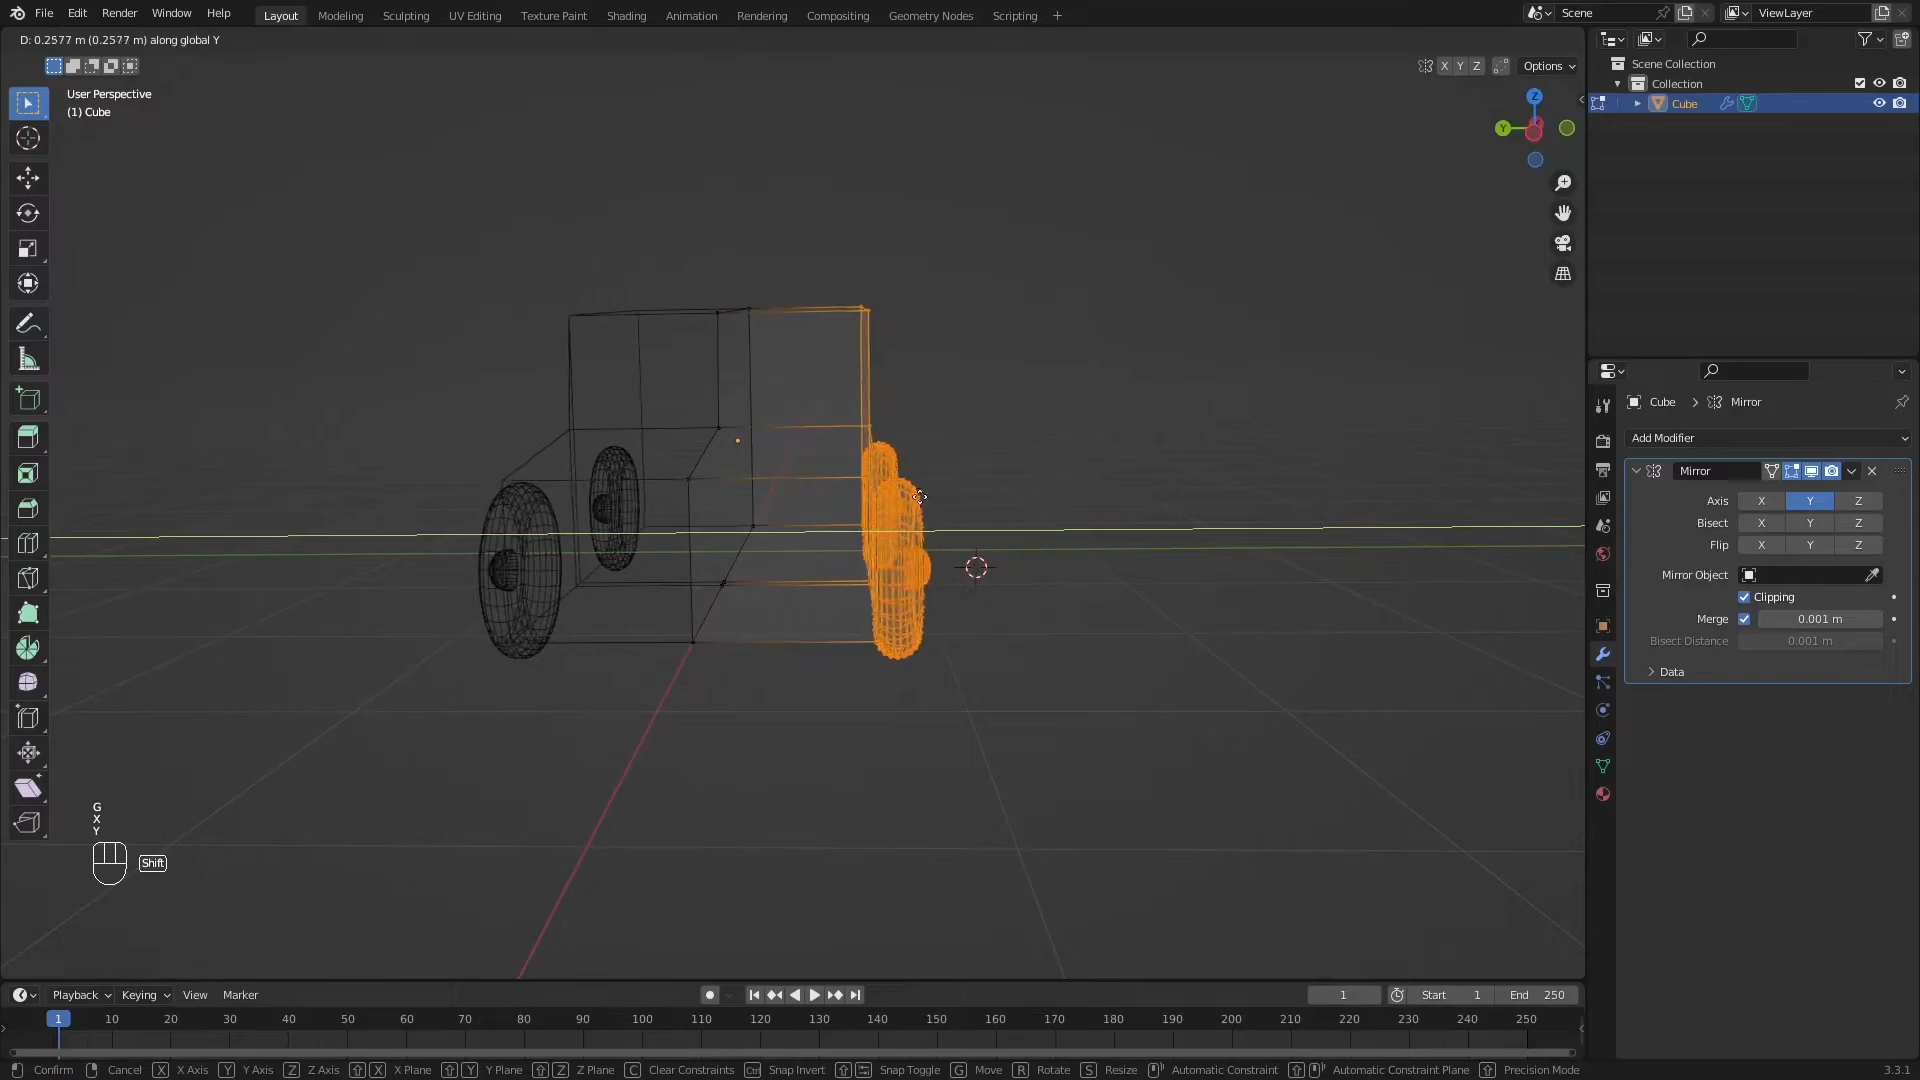 File Edit Render Window Help Layout Modeling Sculpting UV Editing Texture Paint Shading Animation Rendering Compositing Geometry Nodes Scripting + Scene ViewLayer
D: 0.2577 m (0.2577 m) along global Y
X Y Z Options
User Perspective
(1) Cube
Z
Y
Scene Collection
Collection
Cube
Cube > Mirror
Add Modifier
Mirror
Axis X Y Z
Bisect X Y Z
Flip X Y Z
Mirror Object
Clipping
Merge 0.001 m
Bisect Distance 0.001 m
Data
G
X
Y
Shift
Playback Keying View Marker 1 Start 1 End 250
1 10 20 30 40 50 60 70 80 90 100 110 120 130 140 150 160 170 180 190 200 210 220 230 240 250
Confirm Cancel X X Axis Y Y Axis Z Z Axis X X Plane Y Y Plane Z Z Plane C Clear Constraints Ctrl Snap Invert Snap Toggle G Move R Rotate S Resize Automatic Constraint Automatic Constraint Plane Precision Mode 3.3.1